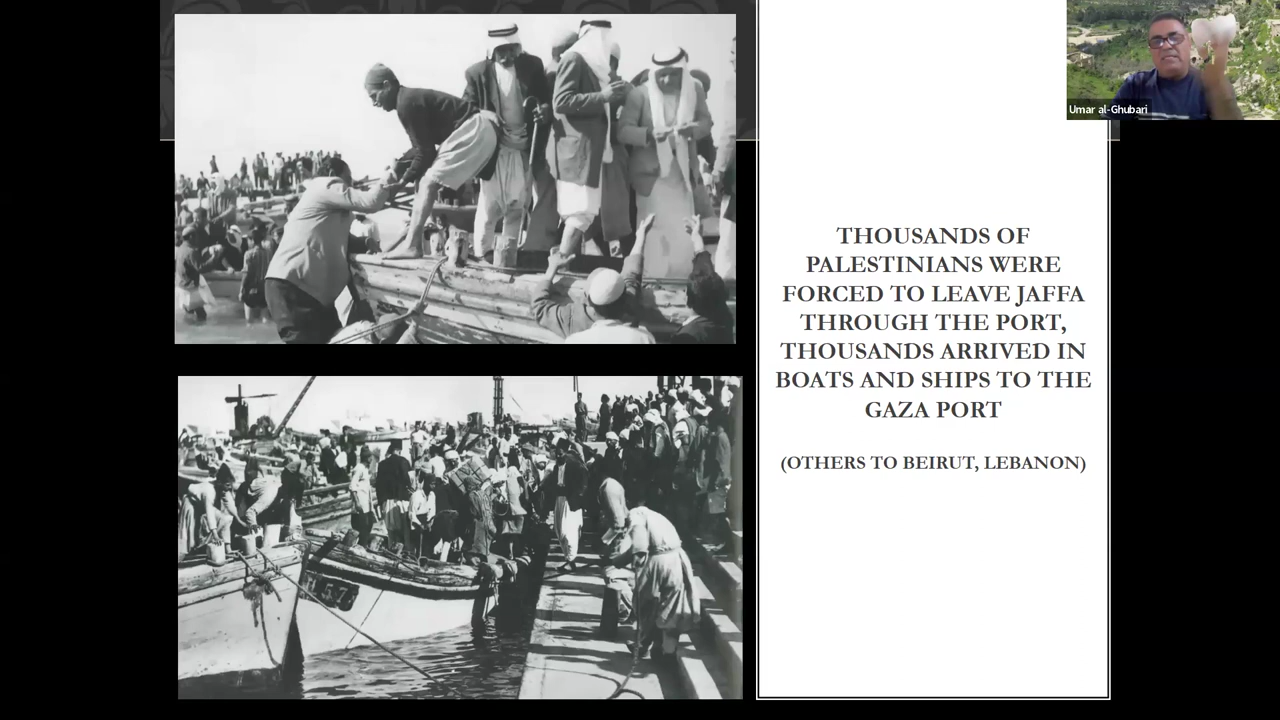 Umar al-Ghubari
THOUSANDS OF
PALESTINIANS WERE
FORCED TO LEAVE JAFFA
THROUGH THE PORT,
THOUSANDS ARRIVED IN
BOATS AND SHIPS TO THE
GAZA PORT
(OTHERS TO BEIRUT, LEBANON)